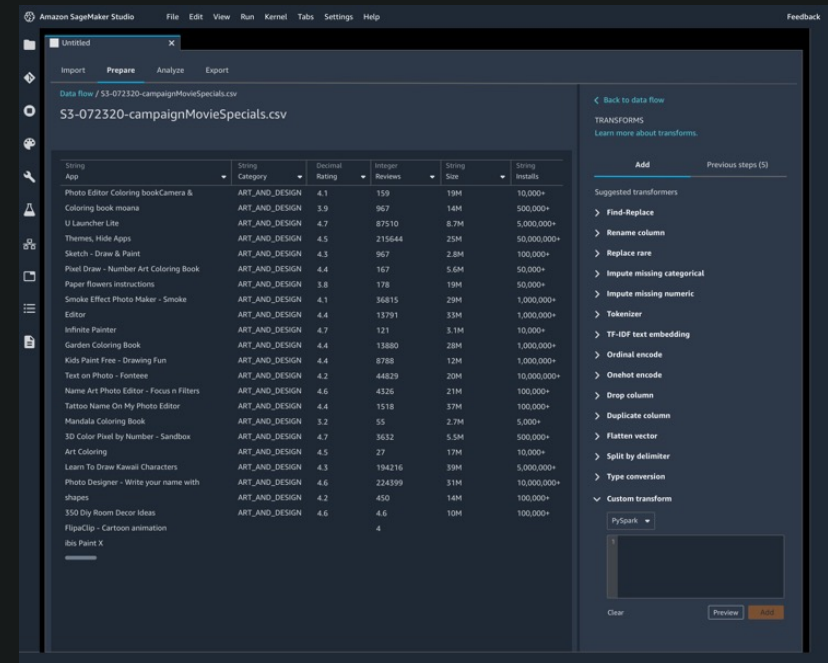 Amazon SageMaker Studio File Edit View Run Kernel Tabs Settings Help Feedback
Untitled X
Import Prepare Analyze Export
Data flow / S3-072320-campaignMovieSpecials.csv
S3-072320-campaignMovieSpecials.csv
String String Decimal Integer String String
App Category Rating Reviews Size Installs
Photo Editor Coloring bookCamera & ART_AND_DESIGN 4.1 159 19M 10,000+
Coloring book moana ART_AND_DESIGN 3.9 967 14M 500,000+
U Launcher Lite ART_AND_DESIGN 4.7 87510 8.7M 5,000,000+
Themes, Hide Apps ART_AND_DESIGN 4.5 215644 25M 50,000,000+
Sketch - Draw & Paint ART_AND_DESIGN 4.3 967 2.8M 100,000+
Pixel Draw - Number Art Coloring Book ART_AND_DESIGN 4.4 167 5.6M 50,000+
Paper flowers instructions ART_AND_DESIGN 3.8 178 19M 50,000+
Smoke Effect Photo Maker - Smoke ART_AND_DESIGN 4.1 36815 29M 1,000,000+
Editor ART_AND_DESIGN 4.4 13791 33M 1,000,000+
Infinite Painter ART_AND_DESIGN 4.7 121 3.1M 10,000+
Garden Coloring Book ART_AND_DESIGN 4.4 13880 28M 1,000,000+
Kids Paint Free - Drawing Fun ART_AND_DESIGN 4.4 8788 12M 1,000,000+
Text on Photo - Fonteee ART_AND_DESIGN 4.2 44829 20M 10,000,000+
Name Art Photo Editor - Focus n Filters ART_AND_DESIGN 4.6 4326 21M 100,000+
Tattoo Name On My Photo Editor ART_AND_DESIGN 4.4 1518 37M 100,000+
Mandala Coloring Book ART_AND_DESIGN 3.2 55 2.7M 5,000+
3D Color Pixel by Number - Sandbox ART_AND_DESIGN 4.7 3632 5.5M 500,000+
Art Coloring ART_AND_DESIGN 4.5 27 17M 10,000+
Learn To Draw Kawaii Characters ART_AND_DESIGN 4.3 194216 39M 5,000,000+
Photo Designer - Write your name with ART_AND_DESIGN 4.6 224399 31M 10,000,000+
shapes ART_AND_DESIGN 4.2 450 14M 100,000+
350 Diy Room Decor Ideas ART_AND_DESIGN 4.6 4.6 10M 100,000+
FlipaClip - Cartoon animation 4
ibis Paint X
Back to data flow
TRANSFORMS
Learn more about transforms.
Add Previous steps (5)
Suggested transformers
Find-Replace
Rename column
Replace rare
Impute missing categorical
Impute missing numeric
Tokenizer
TF-IDF text embedding
Ordinal encode
Onehot encode
Drop column
Duplicate column
Flatten vector
Split by delimiter
Type conversion
Custom transform
PySpark
1
Clear Preview Add